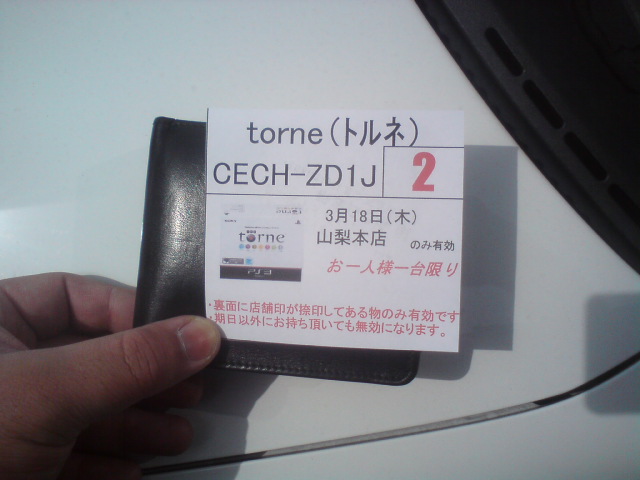 torne(トルネ)
CECH-ZD1J
2
3月18日(木)
山梨本店 のみ有効
お一人様一台限り
torne
PS3
・裏面に店舗印が捺印してある物のみ有効です
・期日以外にお持ち頂いても無効になります。